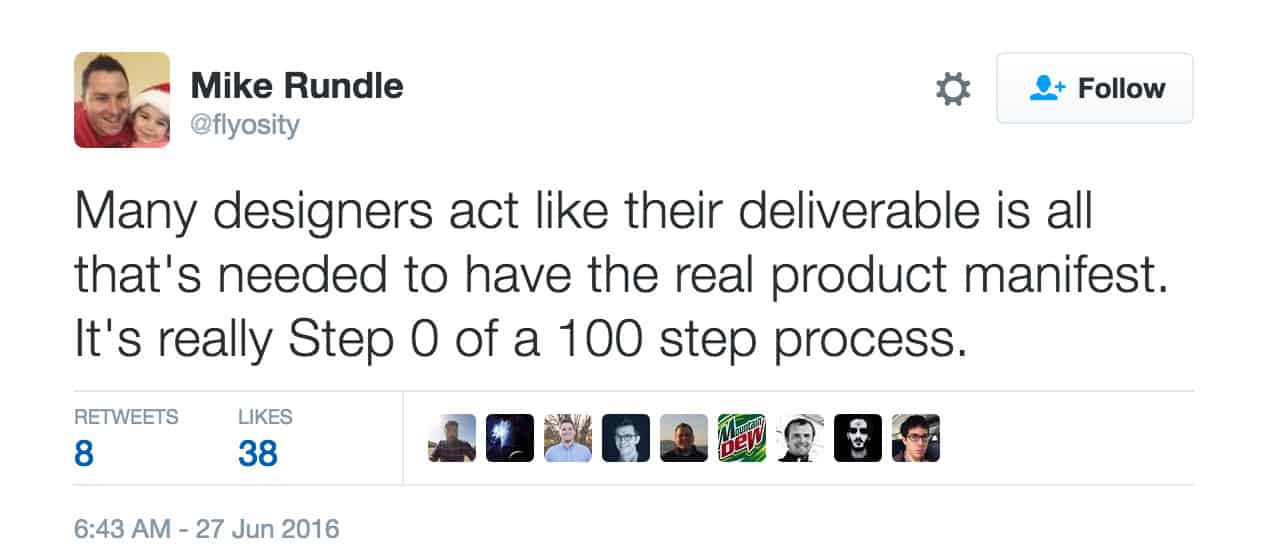 Mike Rundle
@flyosity
Follow
Many designers act like their deliverable is all
that's needed to have the real product manifest.
It's really Step 0 of a 100 step process.
RETWEETS LIKES
8 38
Mountain
Dew
6:43 AM - 27 Jun 2016